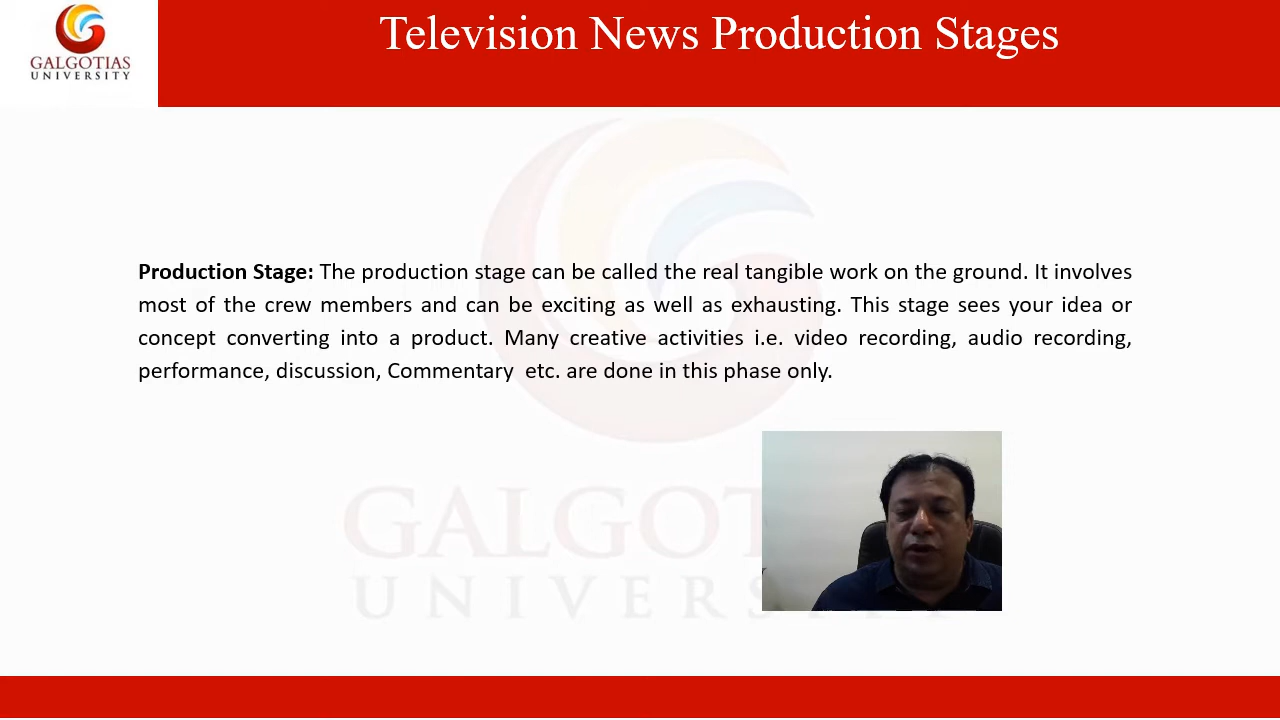 GALGOTIAS
UNIVERSITY
Television News Production Stages
Production Stage: The production stage can be called the real tangible work on the ground. It involves
most of the crew members and can be exciting as well as exhausting. This stage sees your idea or
concept converting into a product. Many creative activities i.e. video recording, audio recording,
performance, discussion, Commentary etc. are done in this phase only.
GALGOT
UNIVERSITY